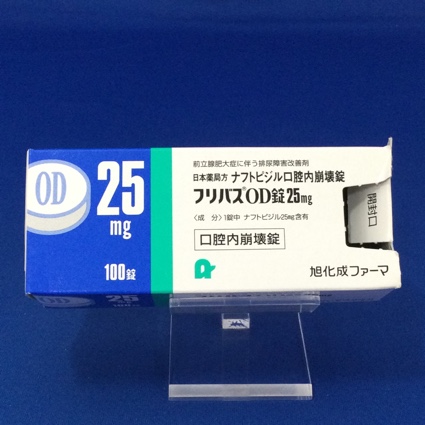 OD
25
mg
100錠
前立腺肥大症に伴う排尿障害改善剤
日本薬局方 ナフトピジル口腔内崩壊錠
フリバス®OD錠25mg
〈成 分〉1錠中 ナフトピジル25mg含有
口腔内崩壊錠
開封口
旭化成ファーマ
OD
25